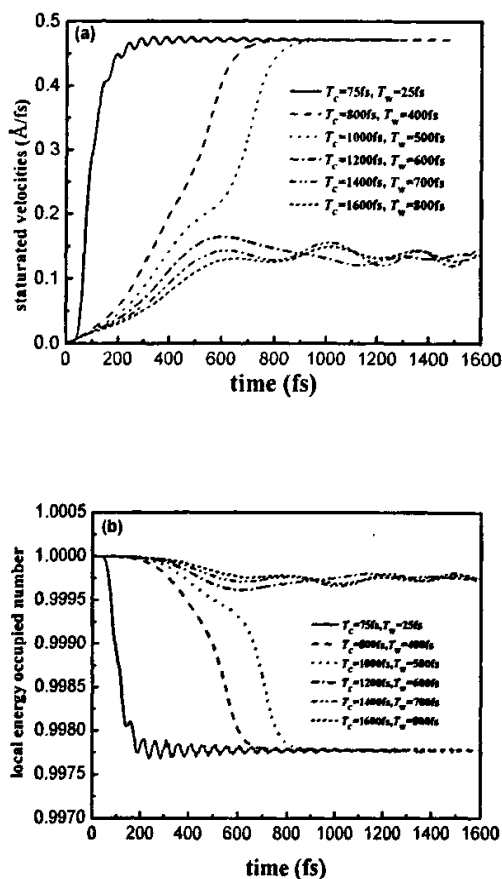 (a)
0.5
0.4
0.3
0.2
0.1
0.0
staturated velocities (Å/fs)
T_c=75fs, T_w=25fs
T_c=800fs, T_w=400fs
T_c=1000fs, T_w=500fs
T_c=1200fs, T_w=600fs
T_c=1400fs, T_w=700fs
T_c=1600fs, T_w=800fs
0 200 400 600 800 1000 1200 1400 1600
time (fs)
(b)
1.0005
1.0000
0.9995
0.9990
0.9985
0.9980
0.9975
0.9970
local energy occupied number
T_c=75fs,T_w=25fs
T_c=800fs,T_w=400fs
T_c=1000fs,T_w=500fs
T_c=1200fs,T_w=600fs
T_c=1400fs,T_w=700fs
T_c=1600fs,T_w=800fs
0 200 400 600 800 1000 1200 1400 1600
time (fs)